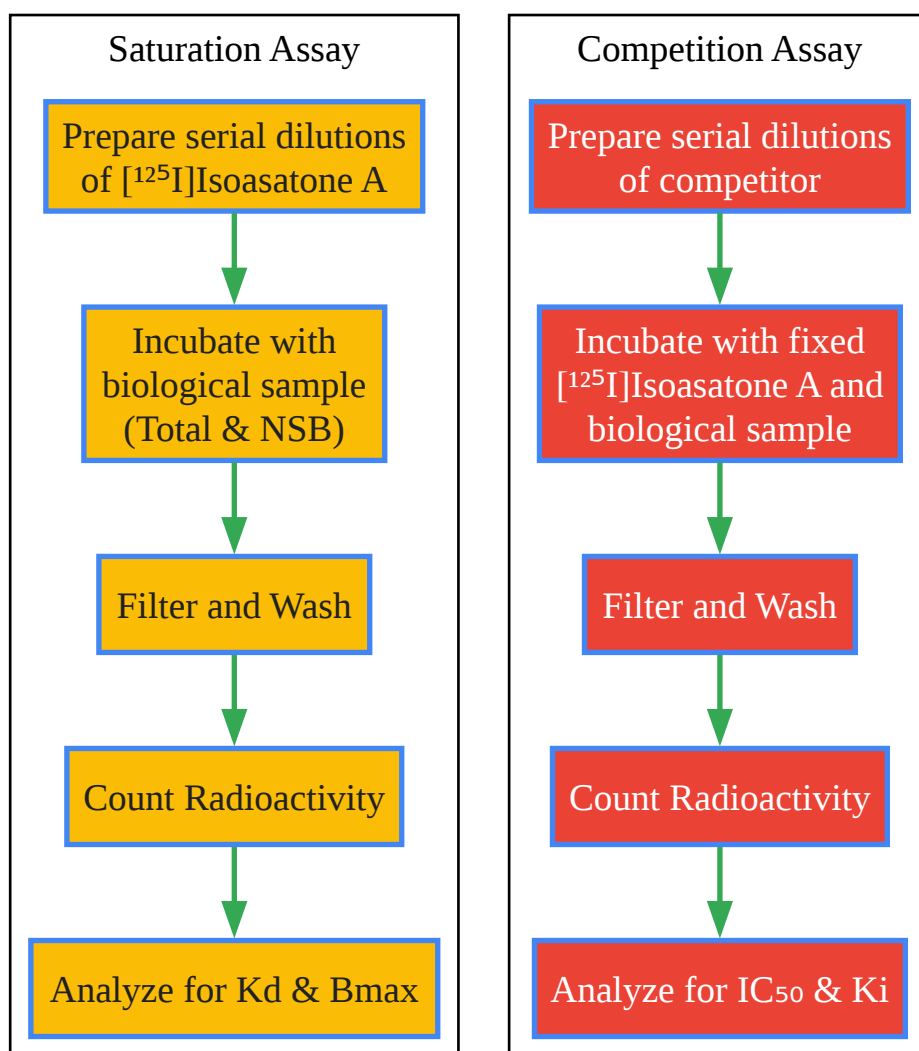 Saturation Assay
Prepare serial dilutions
of [¹²⁵I]Isoasatone A
Incubate with
biological sample
(Total & NSB)
Filter and Wash
Count Radioactivity
Analyze for Kd & Bmax
Competition Assay
Prepare serial dilutions
of competitor
Incubate with fixed
[¹²⁵I]Isoasatone A and
biological sample
Filter and Wash
Count Radioactivity
Analyze for IC₅₀ & Ki